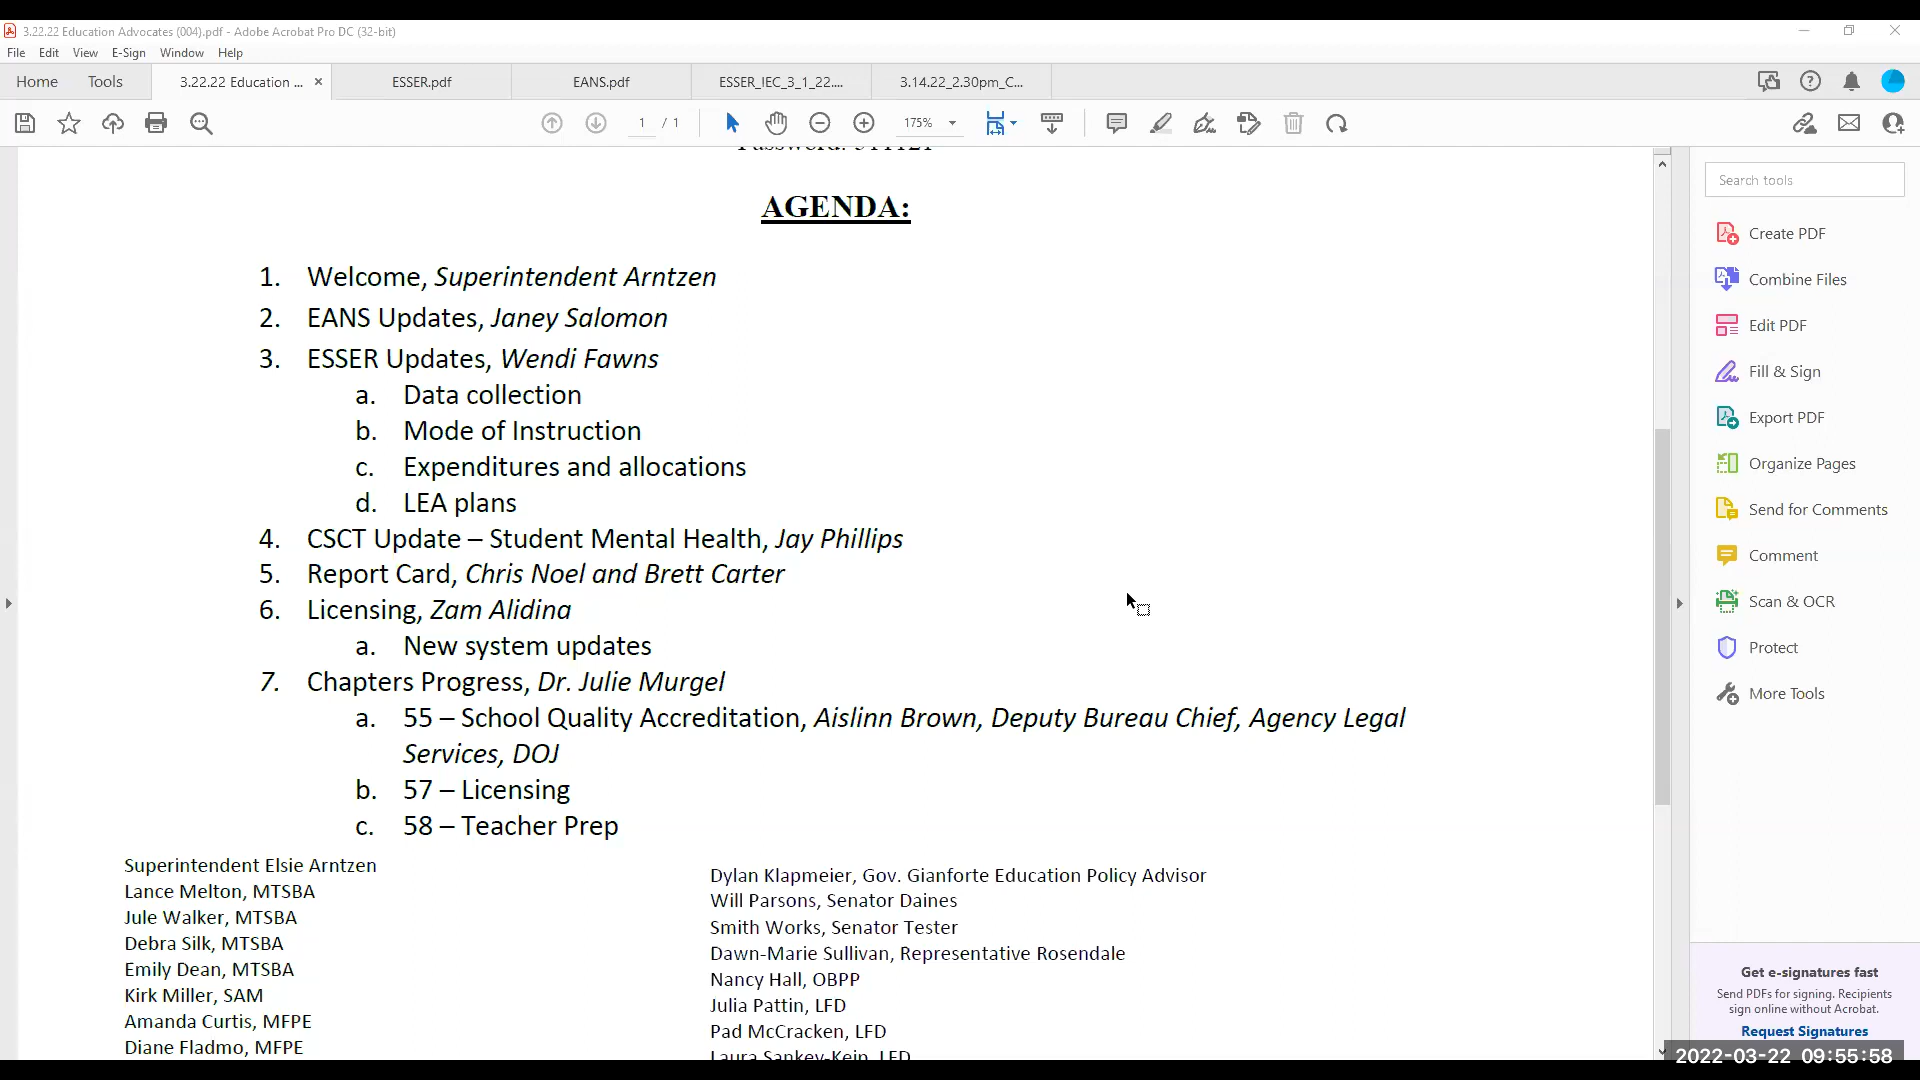 3.22.22 Education Advocates (004).pdf - Adobe Acrobat Pro DC (32-bit)
File Edit View E-Sign Window Help
Home Tools 3.22.22 Education ... × ESSER.pdf EANS.pdf ESSER_IEC_3_1_22.... 3.14.22_2.30pm_C...
1 / 1 175%
AGENDA:
1. Welcome, Superintendent Arntzen
2. EANS Updates, Janey Salomon
3. ESSER Updates, Wendi Fawns
a. Data collection
b. Mode of Instruction
c. Expenditures and allocations
d. LEA plans
4. CSCT Update – Student Mental Health, Jay Phillips
5. Report Card, Chris Noel and Brett Carter
6. Licensing, Zam Alidina
a. New system updates
7. Chapters Progress, Dr. Julie Murgel
a. 55 – School Quality Accreditation, Aislinn Brown, Deputy Bureau Chief, Agency Legal
Services, DOJ
b. 57 – Licensing
c. 58 – Teacher Prep
Superintendent Elsie Arntzen
Lance Melton, MTSBA
Jule Walker, MTSBA
Debra Silk, MTSBA
Emily Dean, MTSBA
Kirk Miller, SAM
Amanda Curtis, MFPE
Diane Fladmo, MFPE
Dylan Klapmeier, Gov. Gianforte Education Policy Advisor
Will Parsons, Senator Daines
Smith Works, Senator Tester
Dawn-Marie Sullivan, Representative Rosendale
Nancy Hall, OBPP
Julia Pattin, LFD
Pad McCracken, LFD
Laura Sankey-Keip, LFD
Search tools
Create PDF
Combine Files
Edit PDF
Fill & Sign
Export PDF
Organize Pages
Send for Comments
Comment
Scan & OCR
Protect
More Tools
Get e-signatures fast
Send PDFs for signing. Recipients
sign online without Acrobat.
Request Signatures
2022-03-22 09:55:58